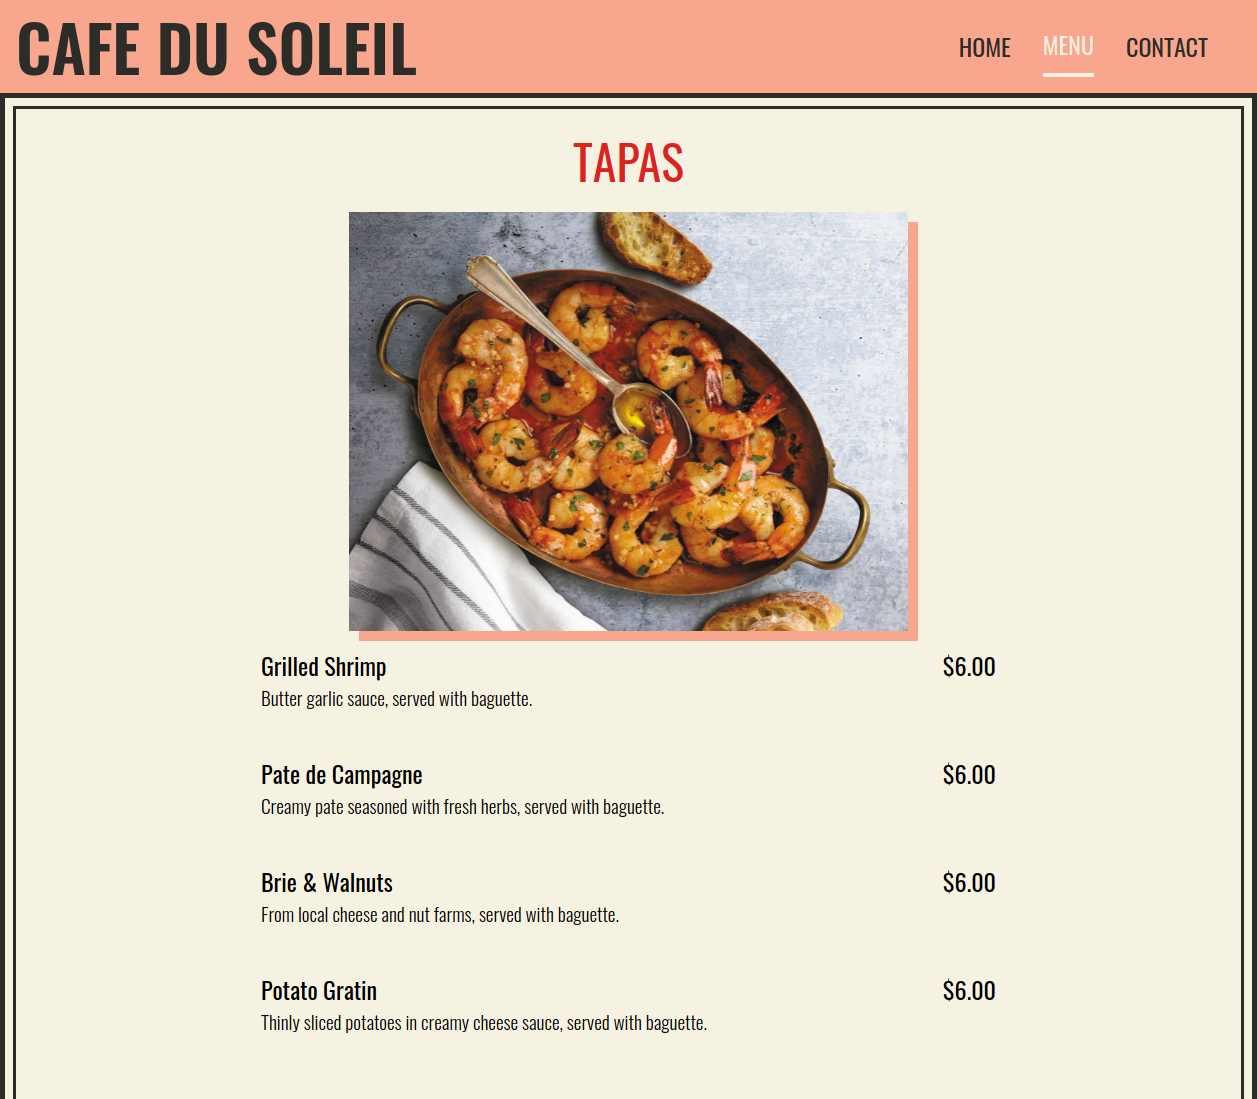 CAFE DU SOLEIL
HOME MENU CONTACT
TAPAS
Grilled Shrimp $6.00
Butter garlic sauce, served with baguette.
Pate de Campagne $6.00
Creamy pate seasoned with fresh herbs, served with baguette.
Brie & Walnuts $6.00
From local cheese and nut farms, served with baguette.
Potato Gratin $6.00
Thinly sliced potatoes in creamy cheese sauce, served with baguette.